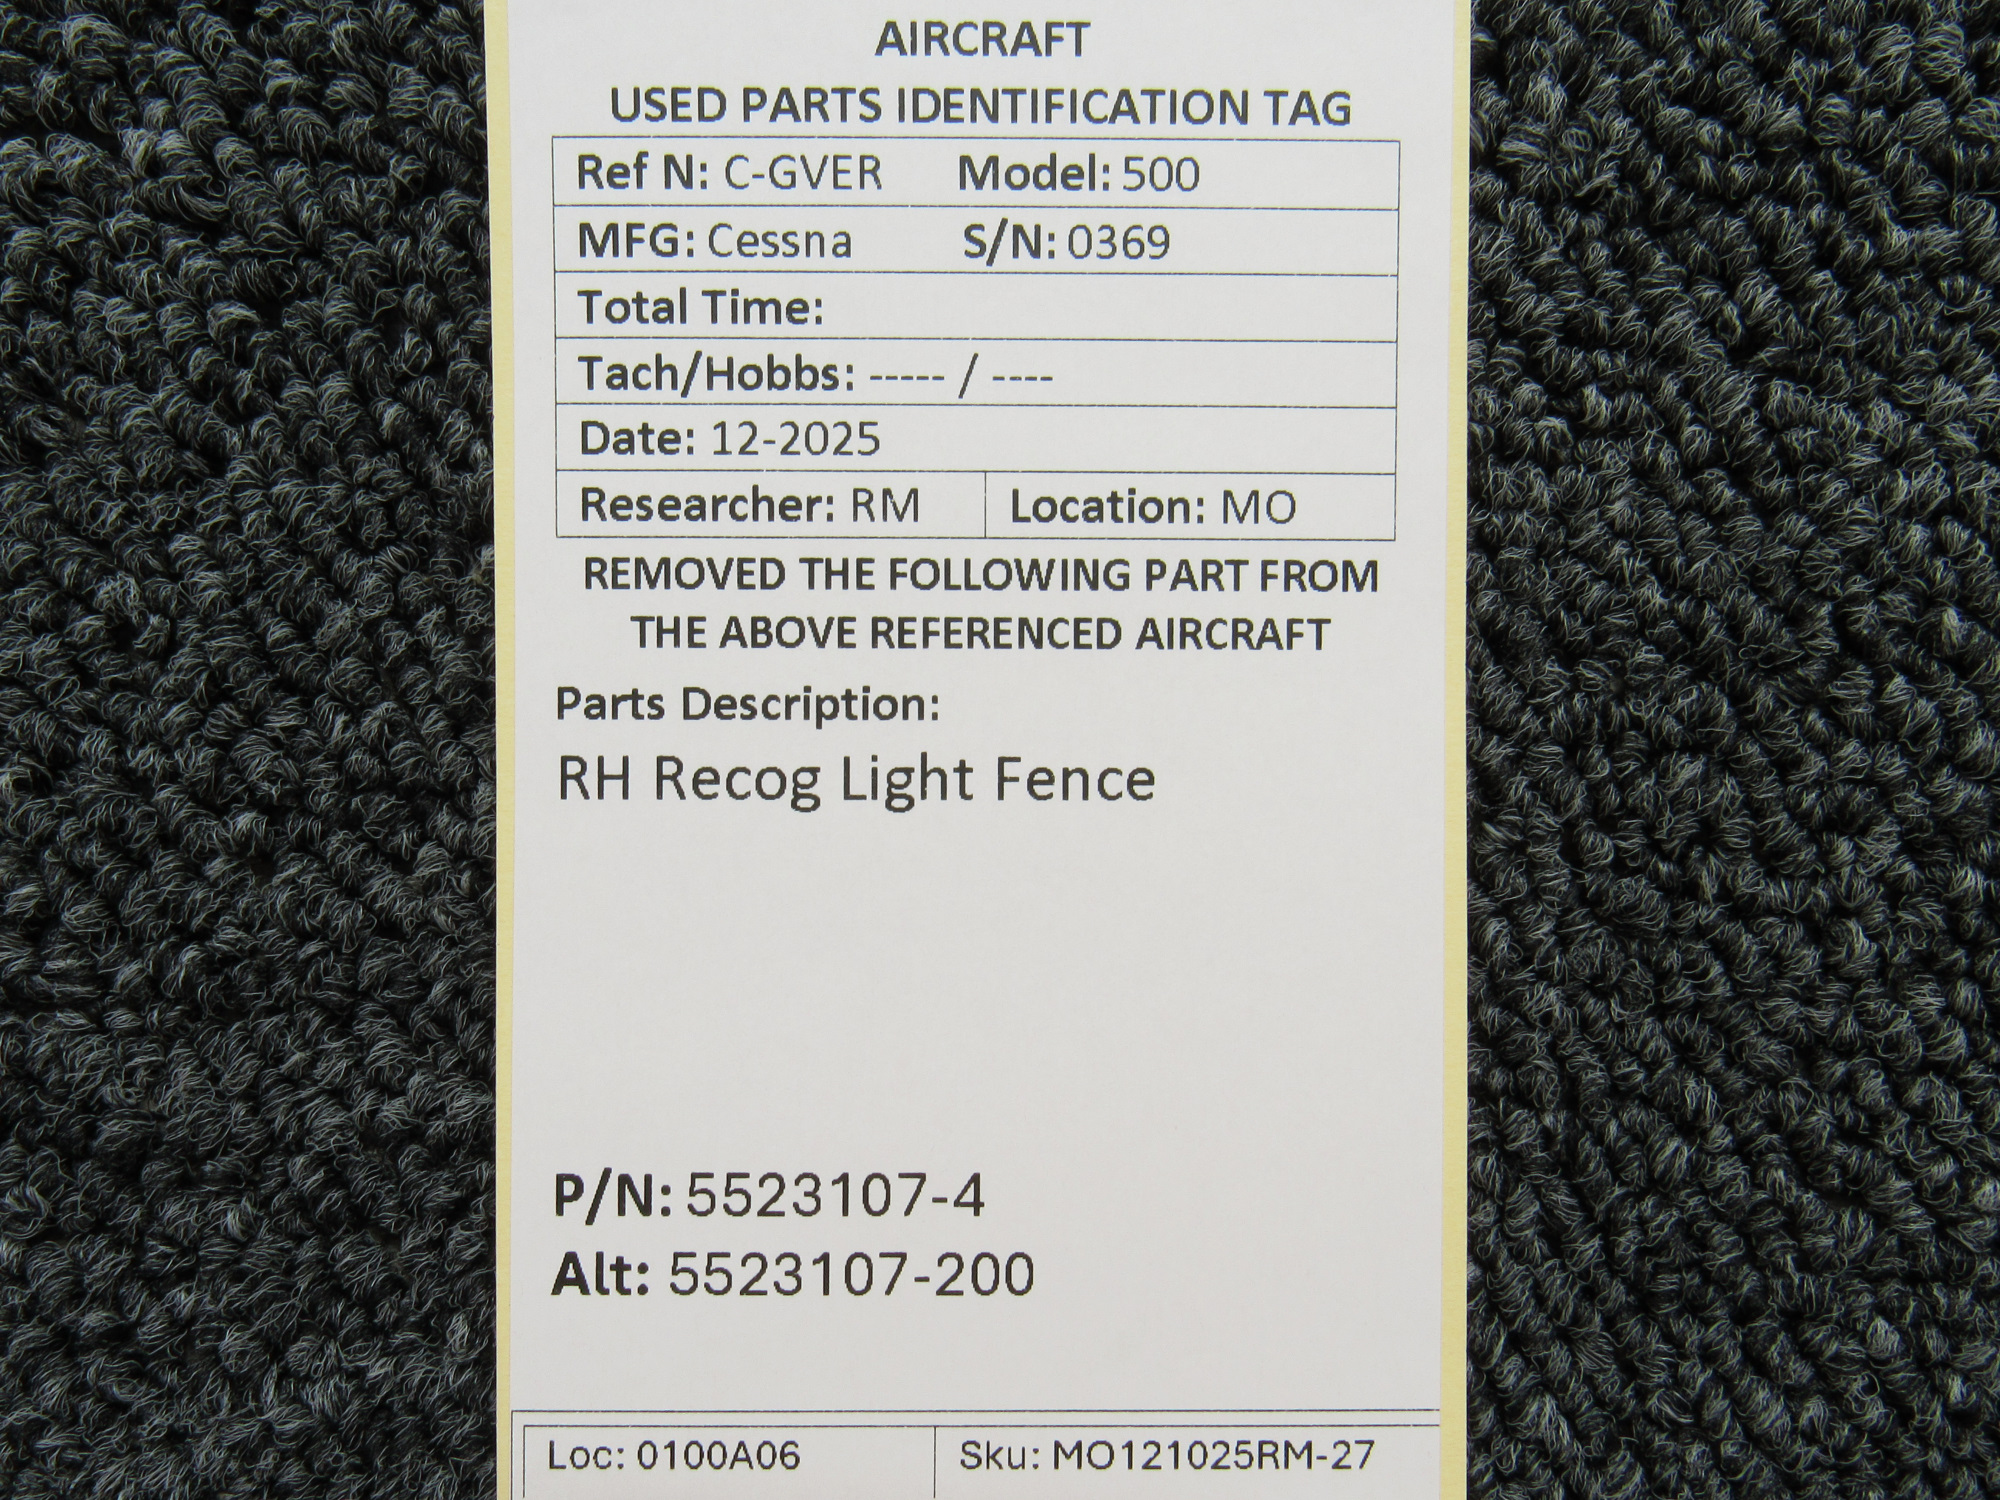 AIRCRAFT
USED PARTS IDENTIFICATION TAG
Ref N: C-GVER Model: 500
MFG: Cessna S/N: 0369
Total Time:
Tach/Hobbs: ----- / ----
Date: 12-2025
Researcher: RM Location: MO
REMOVED THE FOLLOWING PART FROM
THE ABOVE REFERENCED AIRCRAFT
Parts Description:
RH Recog Light Fence
P/N: 5523107-4
Alt: 5523107-200
Loc: 0100A06 Sku: MO121025RM-27